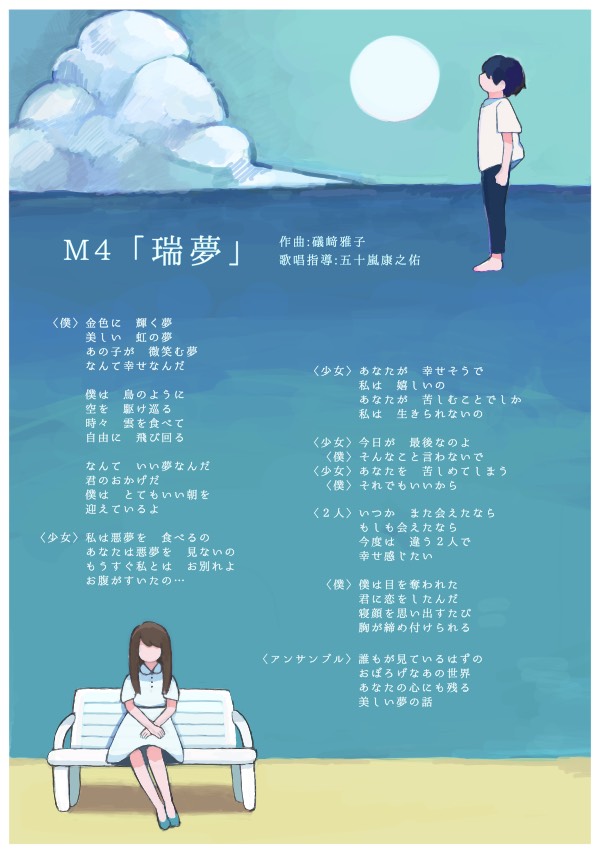 M4「瑞夢」
作曲:礒﨑雅子
歌唱指導:五十嵐康之佑
〈僕〉金色に　輝く夢
美しい　虹の夢
あの子が　微笑む夢
なんて幸せなんだ
僕は　鳥のように
空を　駆け巡る
時々　雲を食べて
自由に　飛び回る
なんて　いい夢なんだ
君のおかげだ
僕は　とてもいい朝を
迎えているよ
〈少女〉私は悪夢を　食べるの
あなたは悪夢を　見ないの
もうすぐ私とは　お別れよ
お腹がすいたの…
〈少女〉あなたが　幸せそうで
私は　嬉しいの
あなたが　苦しむことでしか
私は　生きられないの
〈少女〉今日が　最後なのよ
〈僕〉そんなこと言わないで
〈少女〉あなたを　苦しめてしまう
〈僕〉それでもいいから
〈２人〉いつか　また会えたなら
もしも会えたなら
今度は　違う２人で
幸せ感じたい
〈僕〉僕は目を奪われた
君に恋をしたんだ
寝顔を思い出すたび
胸が締め付けられる
〈アンサンブル〉誰もが見ているはずの
おぼろげなあの世界
あなたの心にも残る
美しい夢の話